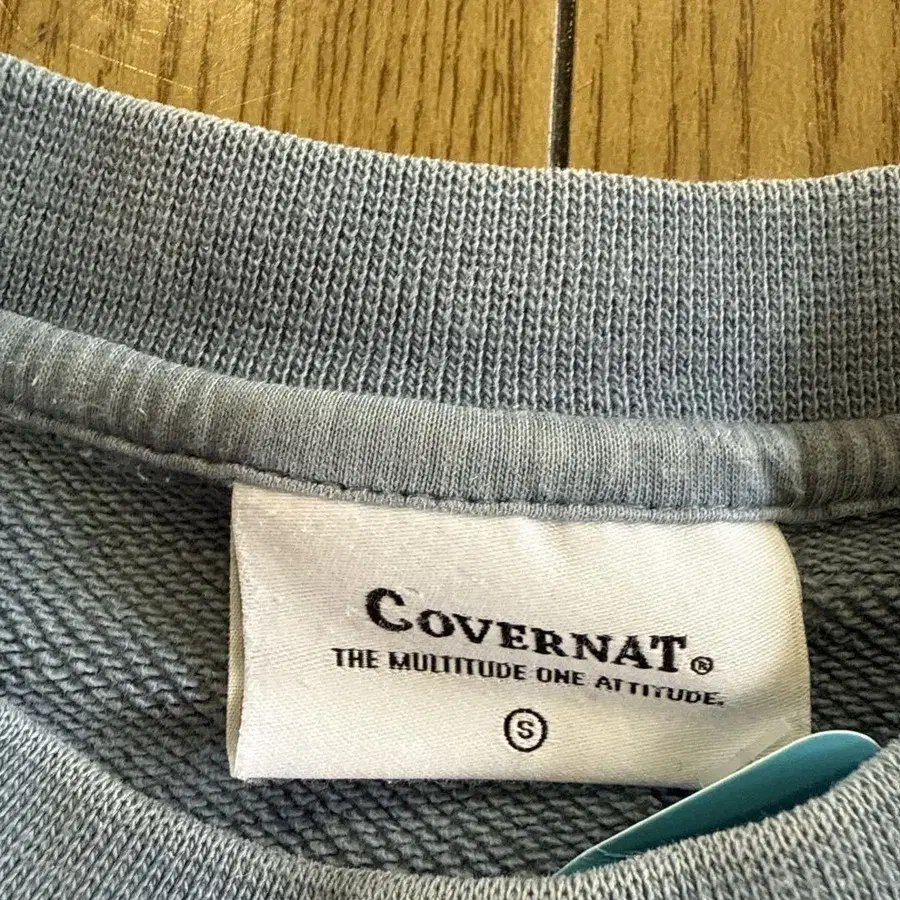 COVERNAT®
THE MULTITUDE ONE ATTITUDE.
S